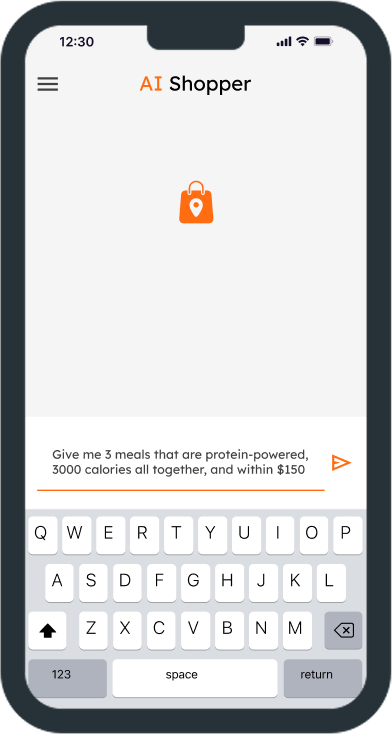 12:30
AI Shopper
Give me 3 meals that are protein-powered,
3000 calories all together, and within $150
Q W E R T Y U I O P
A S D F G H J K L
Z X C V B N M
123 space return